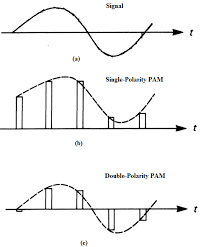 Signal
t
(a)
Single-Polarity PAM
t
(b)
Double-Polarity PAM
t
(c)